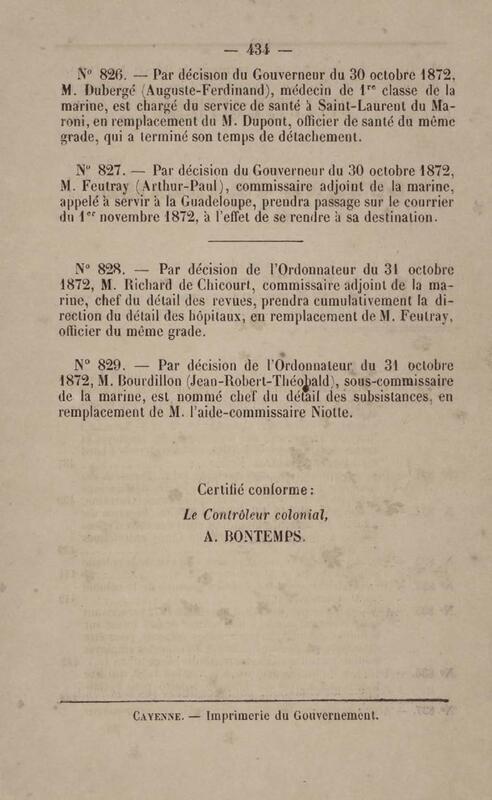 — 434 —
N° 826. — Par décision du Gouverneur du 30 octobre 1872,
M. Dubergé (Auguste-Ferdinand), médecin de 1re classe de la
marine, est chargé du service de santé à Saint-Laurent du Ma-
roni, en remplacement du M. Dupont, officier de santé du même
grade, qui a terminé son temps de détachement.
N° 827. — Par décision du Gouverneur du 30 octobre 1872,
M. Feutray (Arthur-Paul), commissaire adjoint de la marine,
appelé à servir à la Guadeloupe, prendra passage sur le courrier
du 1er novembre 1872, à l'effet de se rendre à sa destination.
N° 828. — Par décision de l'Ordonnateur du 31 octobre
1872, M. Richard de Chicourt, commissaire adjoint de la ma-
rine, chef du détail des revues, prendra cumulativement la di-
rection du détail des hôpitaux, en remplacement de M. Feutray,
officier du même grade.
N° 829. — Par décision de l'Ordonnateur du 31 octobre
1872, M. Bourdillon (Jean-Robert-Théobald), sous-commissaire
de la marine, est nommé chef du détail des subsistances, en
remplacement de M. l'aide-commissaire Niotte.
Certifié conforme :
Le Contrôleur colonial,
A. BONTEMPS.
CAYENNE. — Imprimerie du Gouvernement.